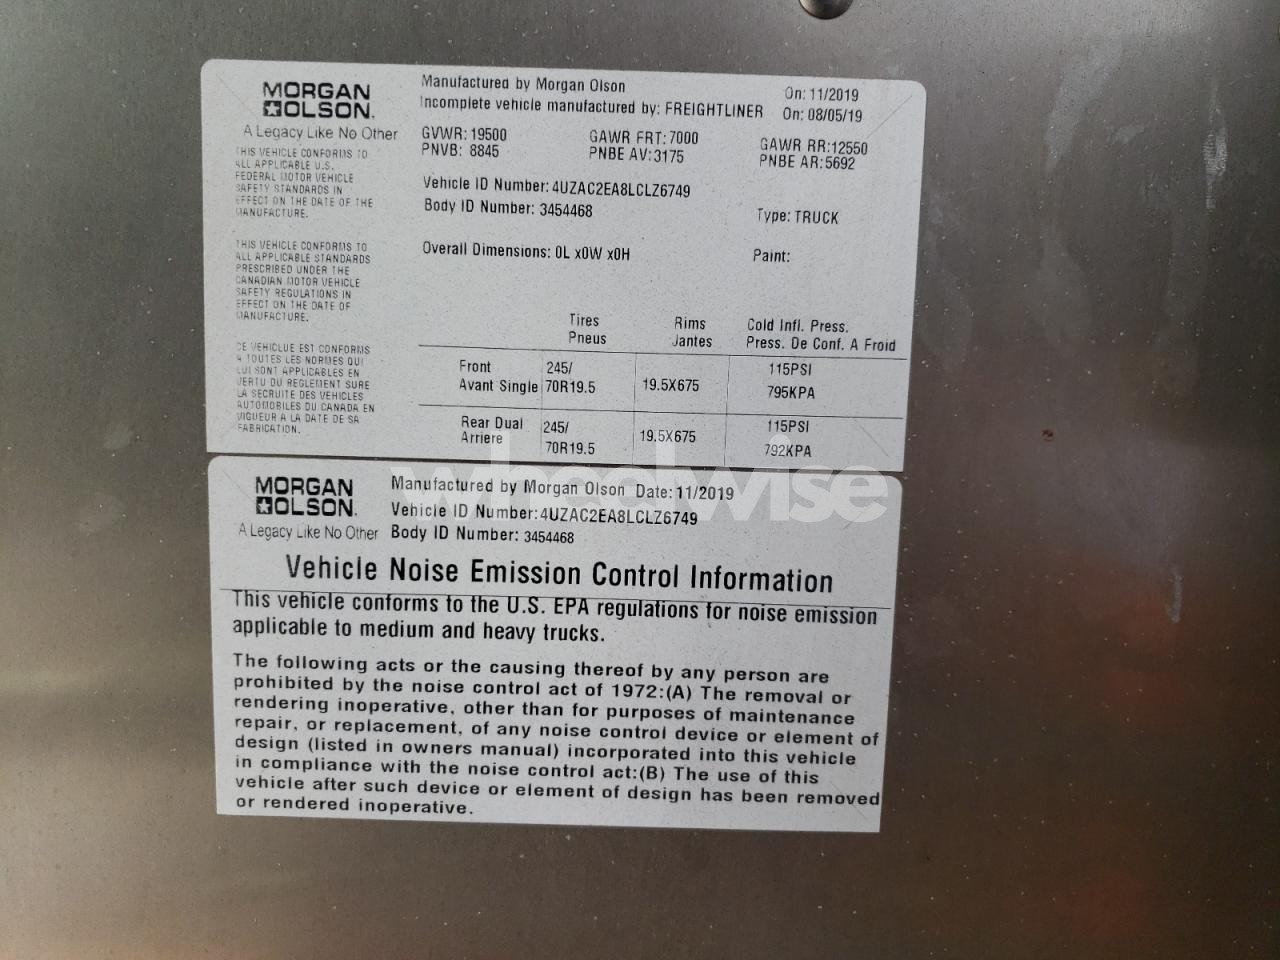 MORGAN
OLSON.
A Legacy Like No Other
Manufactured by Morgan Olson On: 11/2019
Incomplete vehicle manufactured by: FREIGHTLINER On: 08/05/19
GVWR: 19500 GAWR FRT: 7000 GAWR RR:12550
PNVB: 8845 PNBE AV:3175 PNBE AR:5692
Vehicle ID Number: 4UZAC2EA8LCLZ6749
Body ID Number: 3454468 Type: TRUCK
Overall Dimensions: 0L x0W x0H Paint:
THIS VEHICLE CONFORMS TO
ALL APPLICABLE U.S.
FEDERAL MOTOR VEHICLE
SAFETY STANDARDS IN
EFFECT ON THE DATE OF THE
MANUFACTURE.
THIS VEHICLE CONFORMS TO
ALL APPLICABLE STANDARDS
PRESCRIBED UNDER THE
CANADIAN MOTOR VEHICLE
SAFETY REGULATIONS IN
EFFECT ON THE DATE OF
MANUFACTURE.
CE VEHICLUE EST CONFORMS
A TOUTES LES NORMES QUI
LUI SONT APPLICABLES EN
VERTU DU REGLEMENT SURE
LA SECRUITE DES VEHICLES
AUTOMOBILES DU CANADA EN
VIGUEUR A LA DATE DE SA
FABRICATION.
Tires Rims Cold Infl. Press.
Pneus Jantes Press. De Conf. A Froid
Front 245/ 115PSI
Avant Single 70R19.5 19.5X675 795KPA
Rear Dual 245/ 115PSI
Arriere 70R19.5 19.5X675 792KPA
wheelwise
MORGAN
OLSON.
A Legacy Like No Other
Manufactured by Morgan Olson Date: 11/2019
Vehicle ID Number:4UZAC2EA8LCLZ6749
Body ID Number: 3454468
Vehicle Noise Emission Control Information
This vehicle conforms to the U.S. EPA regulations for noise emission
applicable to medium and heavy trucks.
The following acts or the causing thereof by any person are
prohibited by the noise control act of 1972:(A) The removal or
rendering inoperative, other than for purposes of maintenance
repair, or replacement, of any noise control device or element of
design (listed in owners manual) incorporated into this vehicle
in compliance with the noise control act:(B) The use of this
vehicle after such device or element of design has been removed
or rendered inoperative.